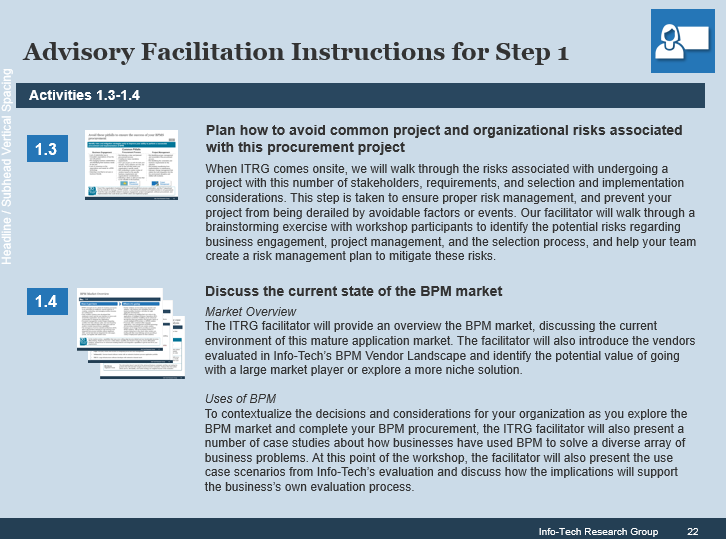 Advisory Facilitation Instructions for Step 1
Headline / Subhead Vertical Spacing
Activities 1.3-1.4
1.3
Plan how to avoid common project and organizational risks associated
with this procurement project
When ITRG comes onsite, we will walk through the risks associated with undergoing a
project with this number of stakeholders, requirements, and selection and implementation
considerations. This step is taken to ensure proper risk management, and prevent your
project from being derailed by avoidable factors or events. Our facilitator will walk through a
brainstorming exercise with workshop participants to identify the potential risks regarding
business engagement, project management, and the selection process, and help your team
create a risk management plan to mitigate these risks.
1.4
Discuss the current state of the BPM market
Market Overview
The ITRG facilitator will provide an overview the BPM market, discussing the current
environment of this mature application market. The facilitator will also introduce the vendors
evaluated in Info-Tech's BPM Vendor Landscape and identify the potential value of going
with a large market player or explore a more niche solution.
Uses of BPM
To contextualize the decisions and considerations for your organization as you explore the
BPM market and complete your BPM procurement, the ITRG facilitator will also present a
number of case studies about how businesses have used BPM to solve a diverse array of
business problems. At this point of the workshop, the facilitator will also present the use
case scenarios from Info-Tech's evaluation and discuss how the implications will support
the business's own evaluation process.
Info-Tech Research Group 22